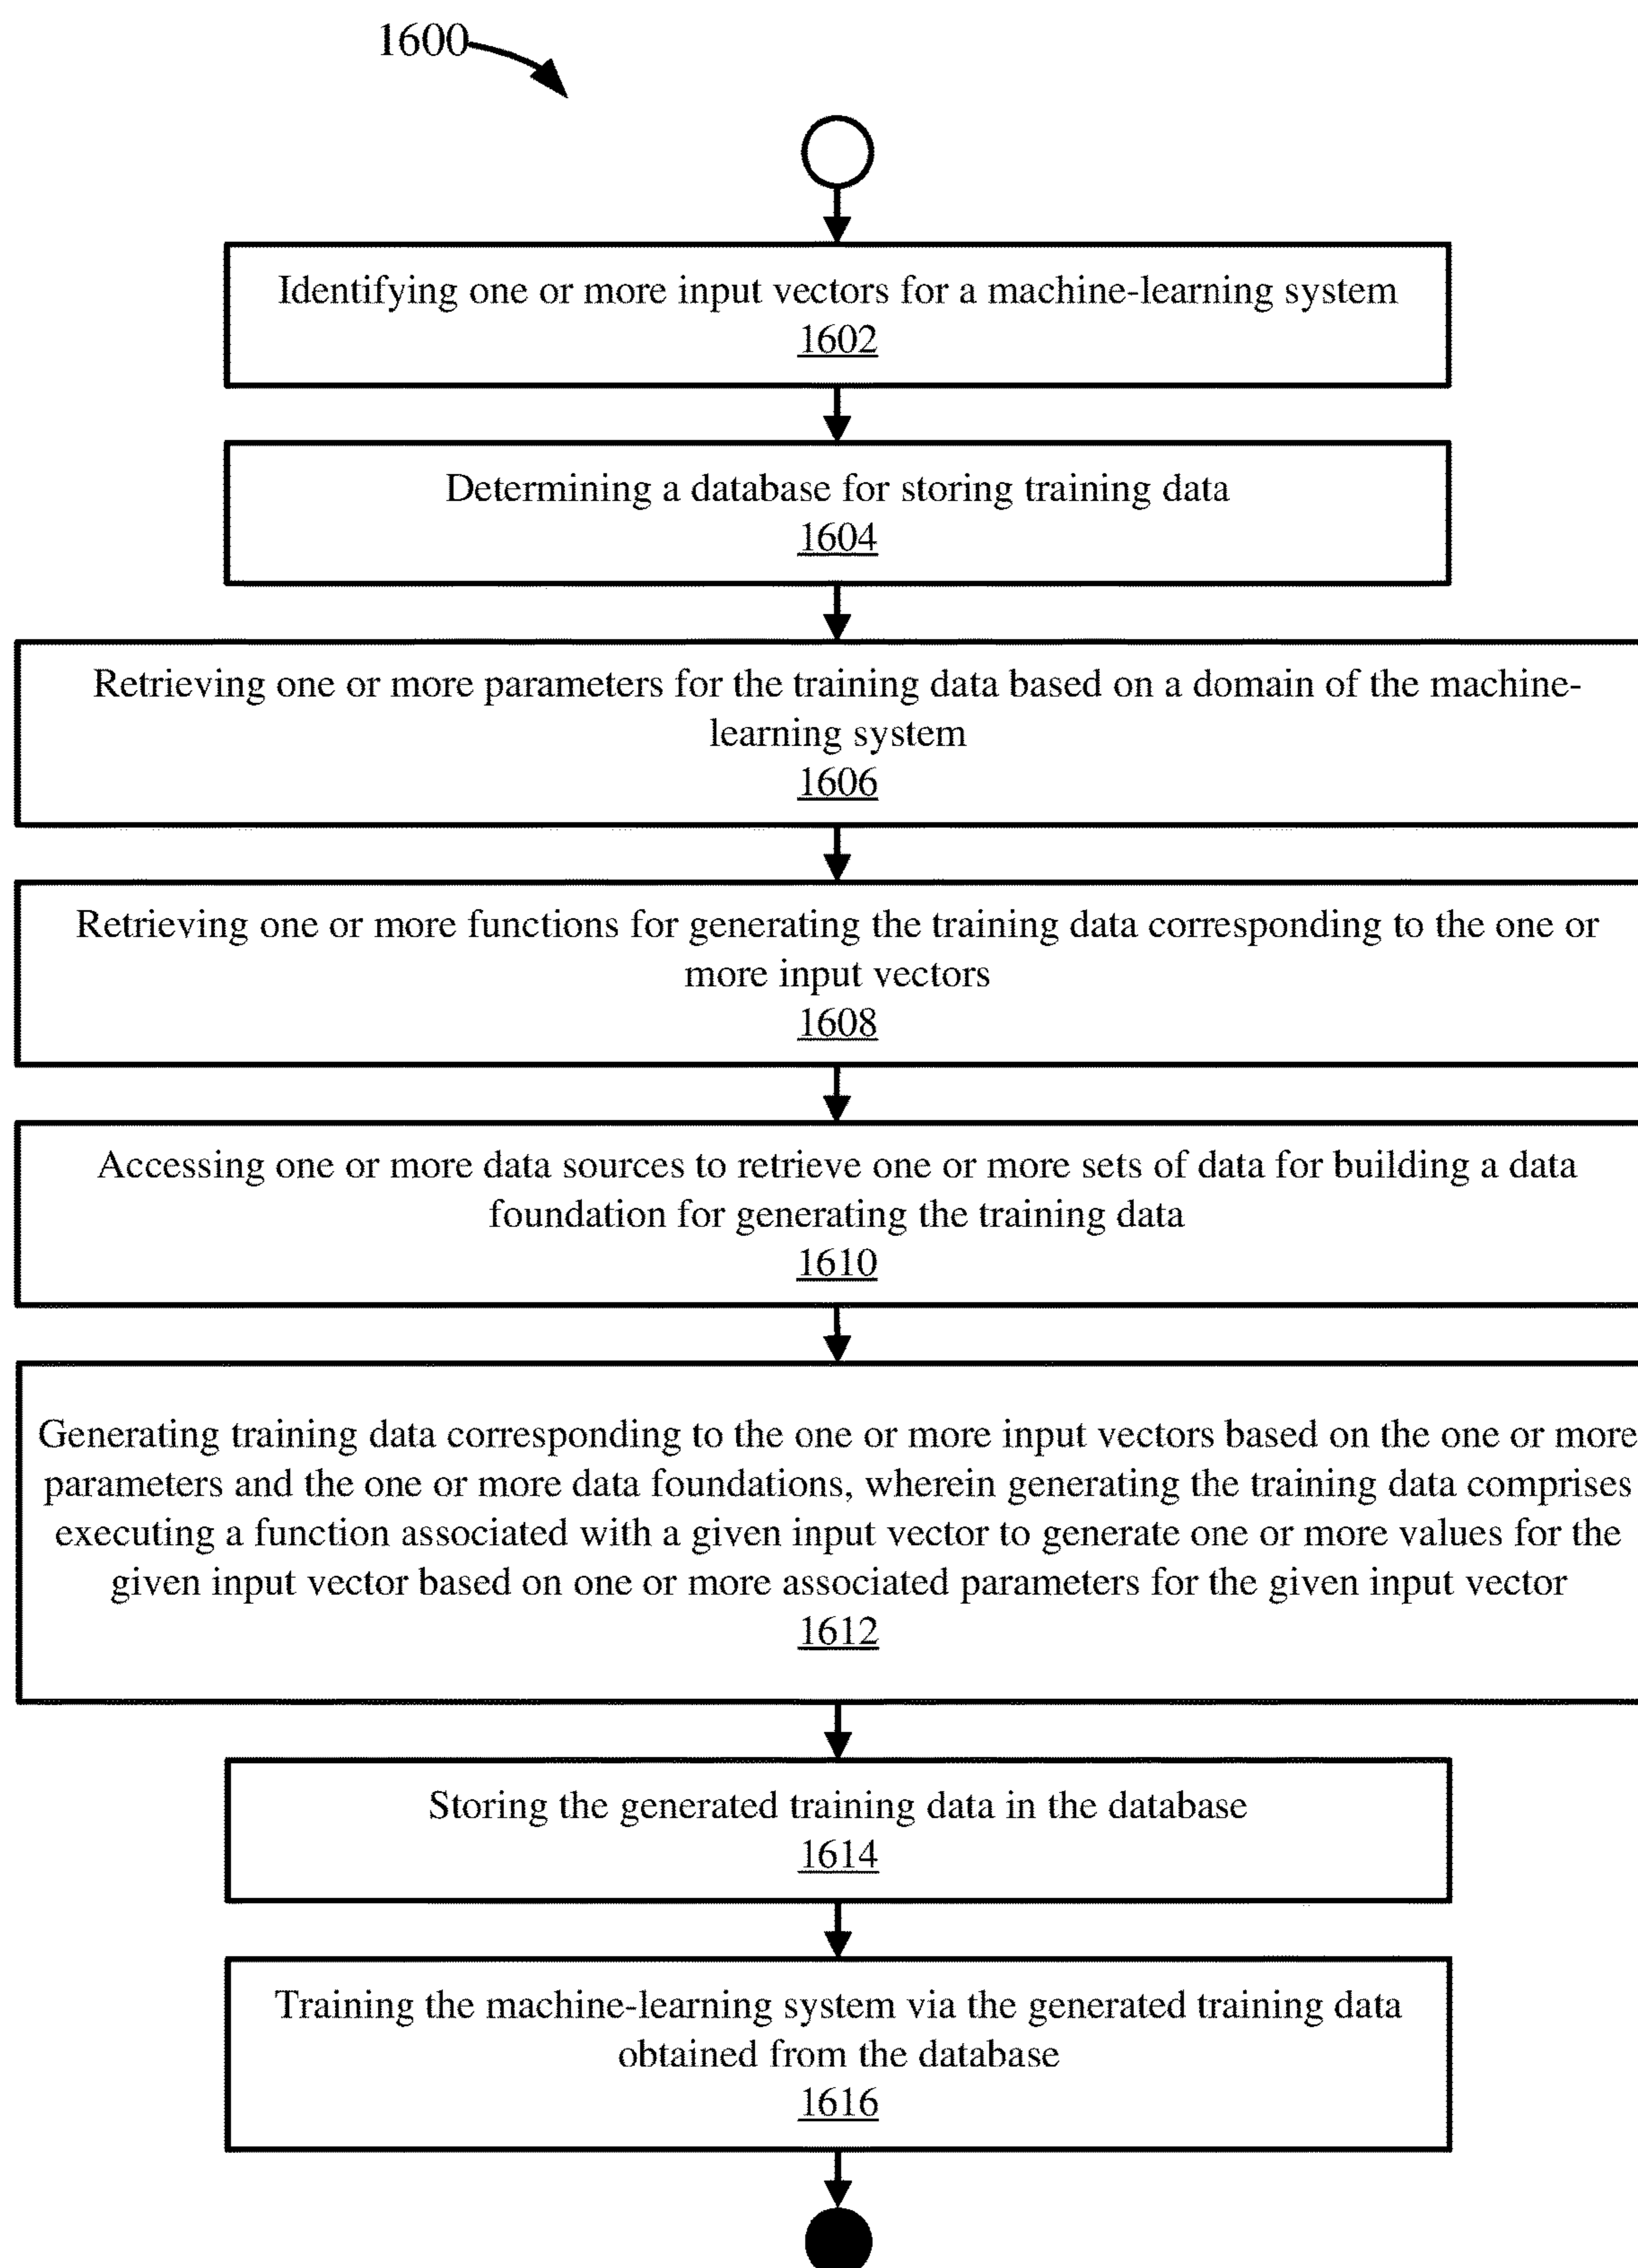 1600
Identifying one or more input vectors for a machine-learning system
1602
Determining a database for storing training data
1604
Retrieving one or more parameters for the training data based on a domain of the machine-
learning system
1606
Retrieving one or more functions for generating the training data corresponding to the one or
more input vectors
1608
Accessing one or more data sources to retrieve one or more sets of data for building a data
foundation for generating the training data
1610
Generating training data corresponding to the one or more input vectors based on the one or more
parameters and the one or more data foundations, wherein generating the training data comprises
executing a function associated with a given input vector to generate one or more values for the
given input vector based on one or more associated parameters for the given input vector
1612
Storing the generated training data in the database
1614
Training the machine-learning system via the generated training data
obtained from the database
1616